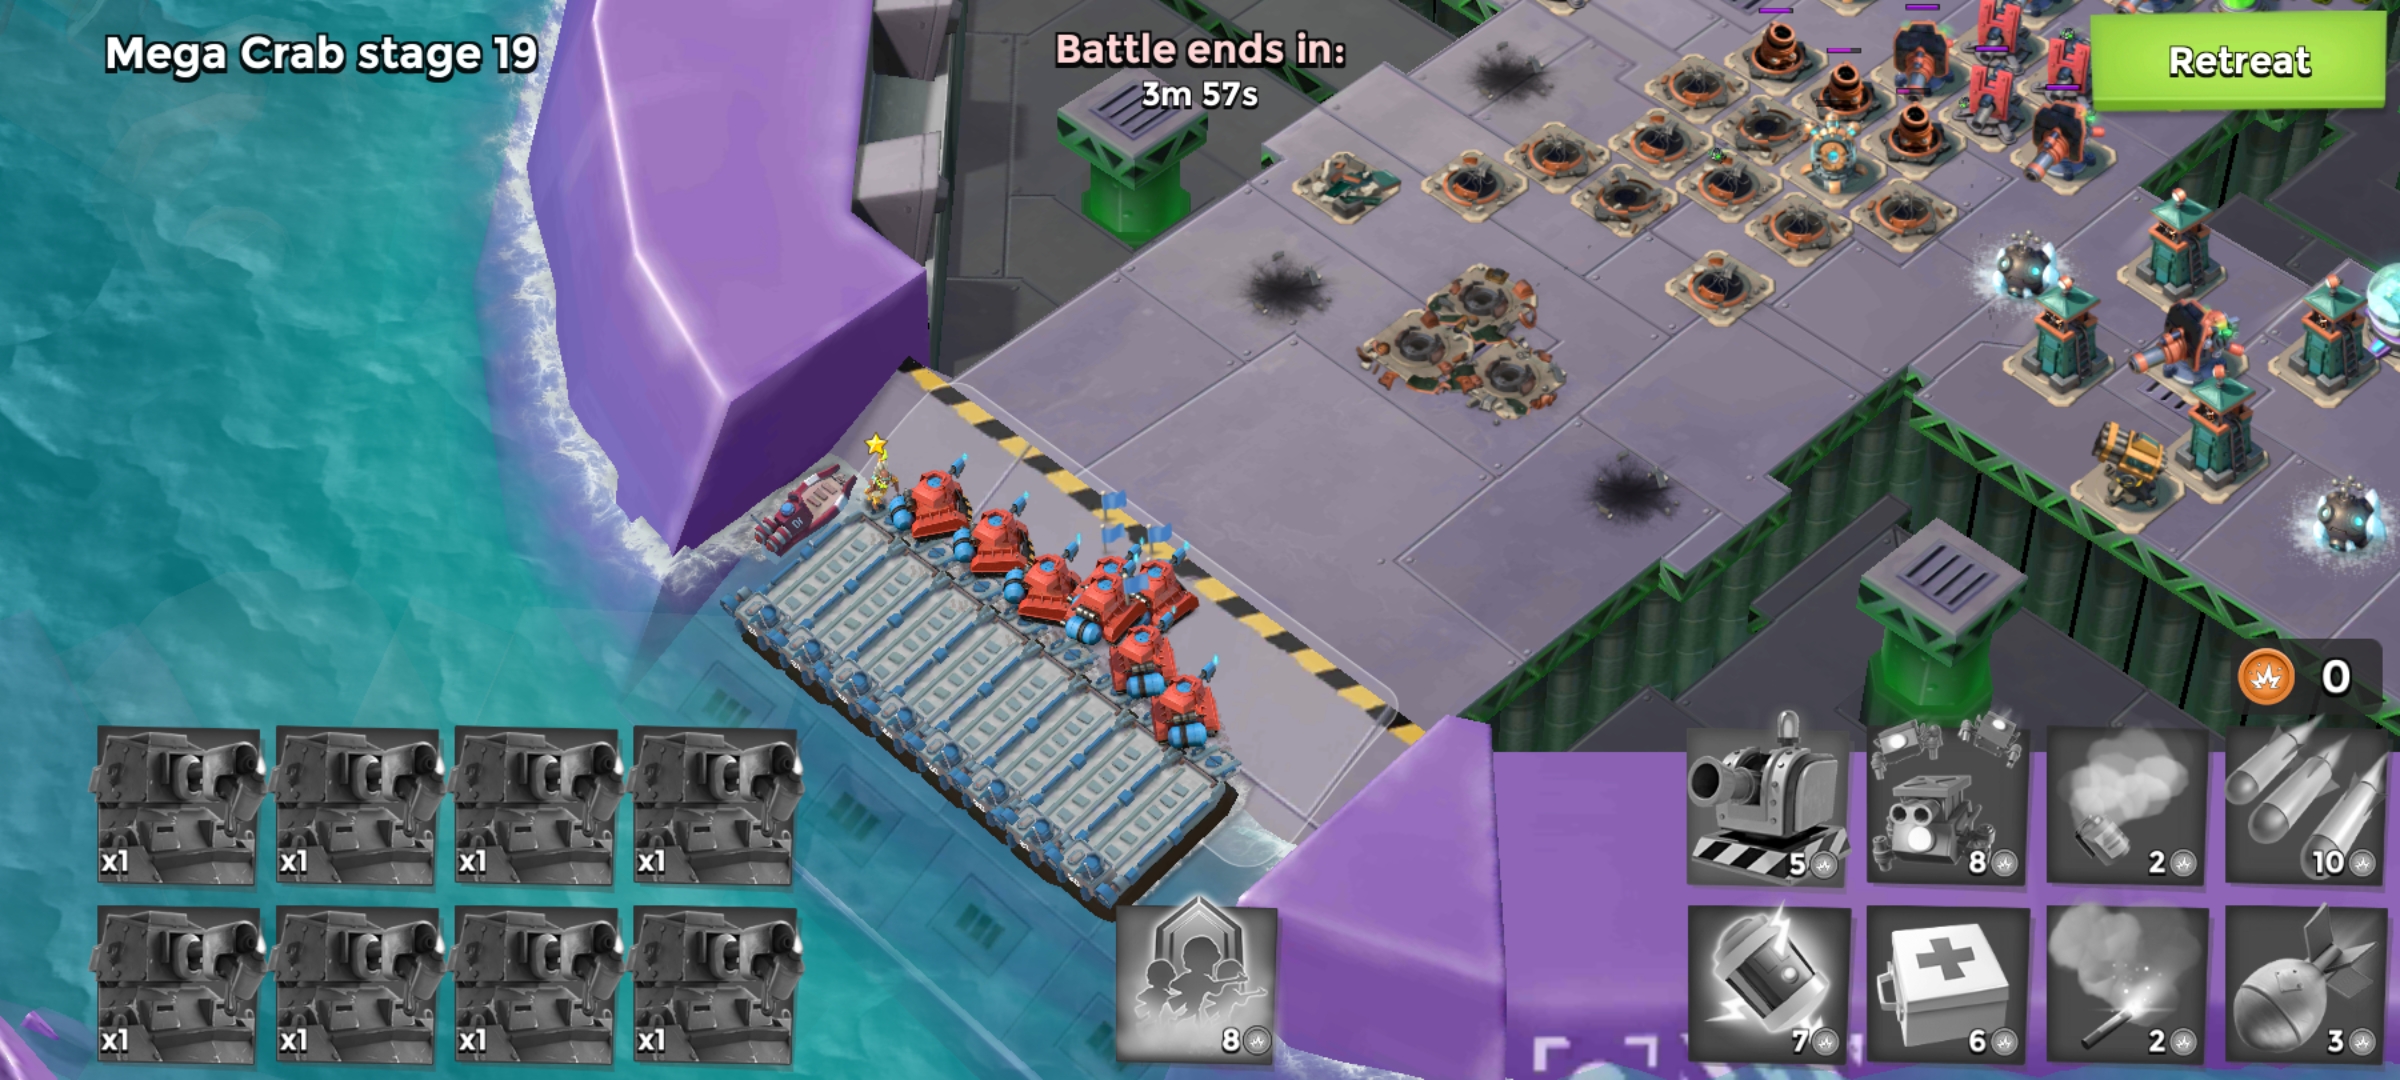 Mega Crab stage 19
Battle ends in:
3m 57s
Retreat
0
x1
x1
x1
x1
5
8
2
10
x1
x1
x1
x1
8
7
6
2
3